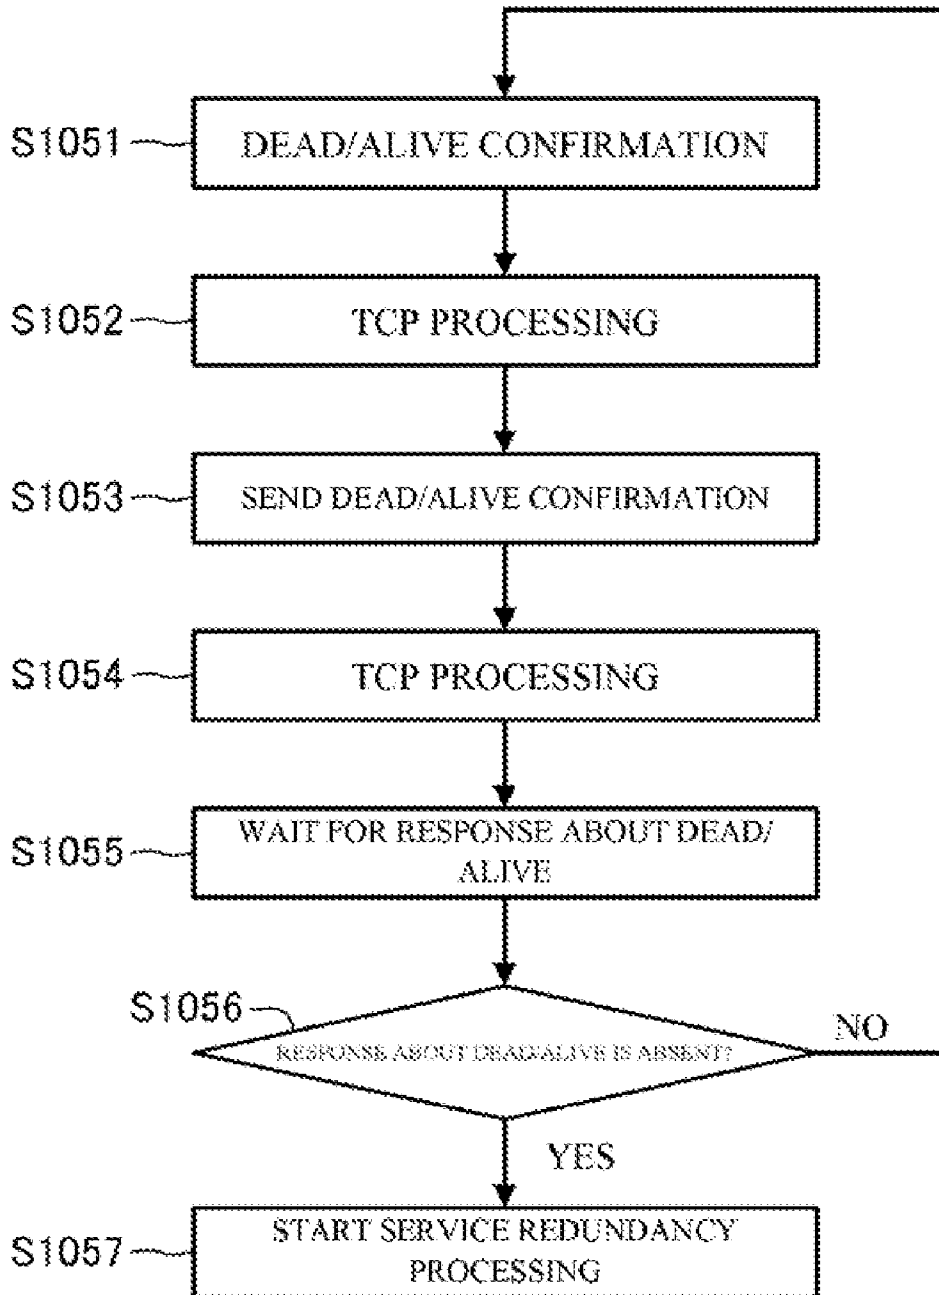 S1051
DEAD/ALIVE CONFIRMATION
S1052
TCP PROCESSING
S1053
SEND DEAD/ALIVE CONFIRMATION
S1054
TCP PROCESSING
S1055
WAIT FOR RESPONSE ABOUT DEAD/
ALIVE
S1056
RESPONSE ABOUT DEAD/ALIVE IS ABSENT?
NO
YES
S1057
START SERVICE REDUNDANCY
PROCESSING